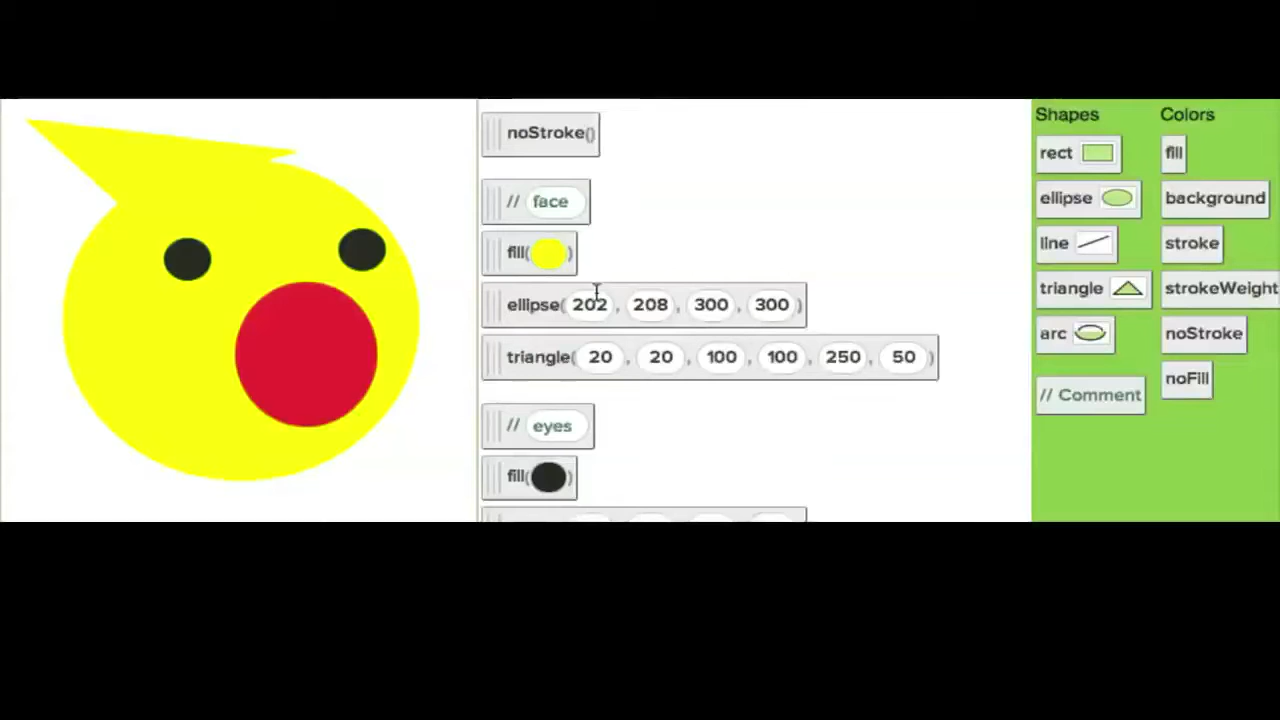 noStroke()
// face
fill( )
ellipse( 202 , 208 , 300 , 300 )
triangle( 20 , 20 , 100 , 100 , 250 , 50 )
// eyes
fill( )
Shapes
rect
ellipse
line
triangle
arc
// Comment
Colors
fill
background
stroke
strokeWeight
noStroke
noFill